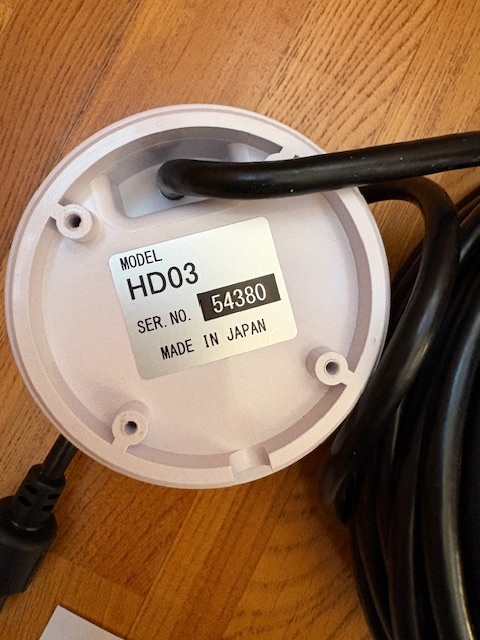 MODEL
HD03
SER. NO. 54380
MADE IN JAPAN